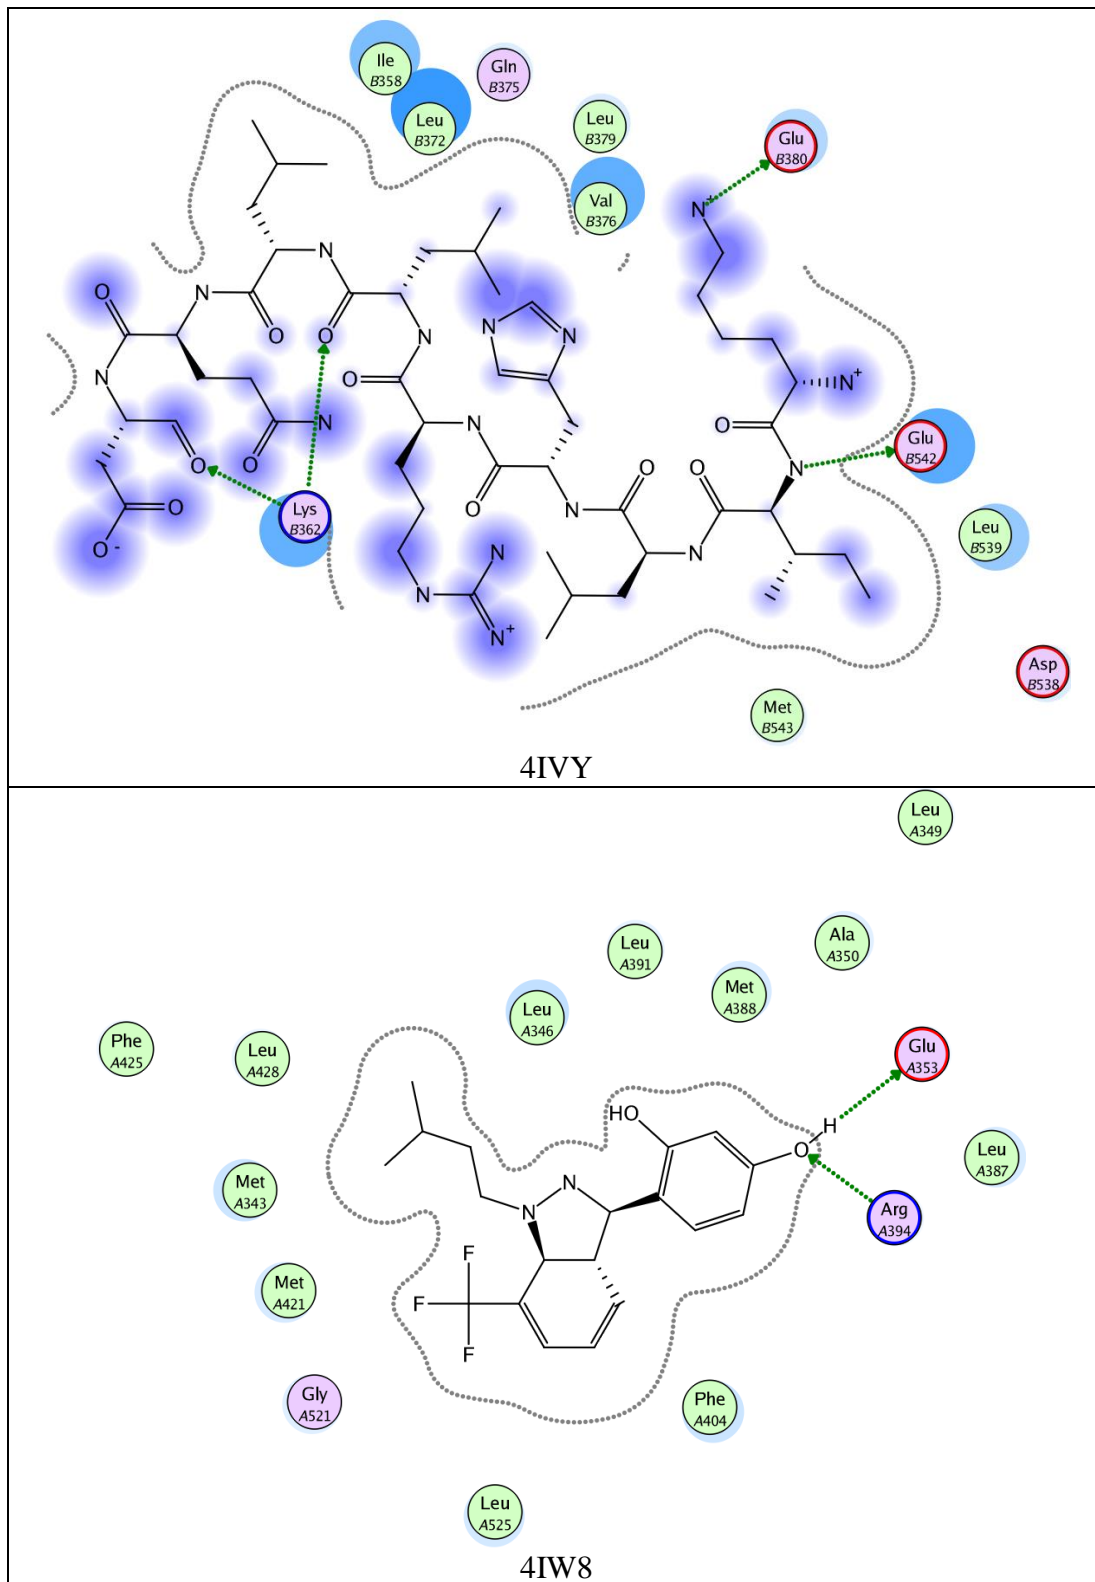 Ile
B358
Gln
B375
Leu
B372
Leu
B379
Glu
B380
Val
B376
N+
O
N
N
O
O
O
N
N
N
N
O
O
N
N+
O
N
O
O
N
Glu
B542
O
O
O
N
O
Lys
B362
O
O-
N
N
Leu
B539
N
N
N+
Asp
B538
Met
B543
4IVY
Leu
A349
Leu
A391
Ala
A350
Met
A388
Leu
A346
Phe
A425
Leu
A428
Glu
A353
HO
H
O
Leu
A387
Met
A343
N
N
Arg
A394
F
F
F
Met
A421
Gly
A521
Phe
A404
Leu
A525
4IW8